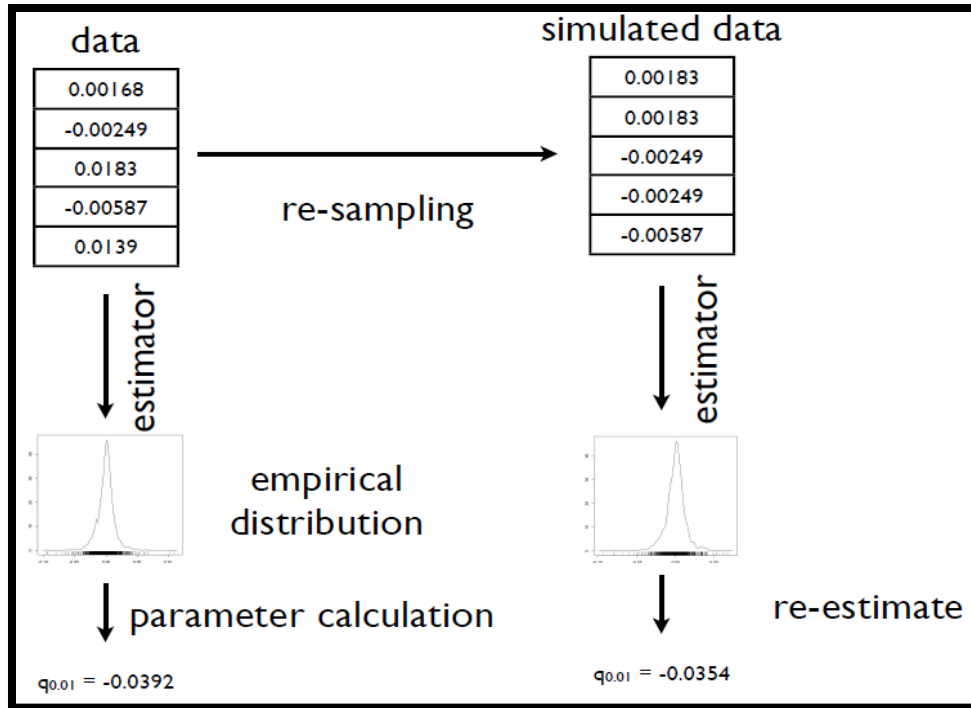 data
0.00168
-0.00249
0.0183
-0.00587
0.0139
re-sampling
simulated data
0.00183
0.00183
-0.00249
-0.00249
-0.00587
estimator
estimator
empirical
distribution
parameter calculation
re-estimate
q0.01 = -0.0392
q0.01 = -0.0354